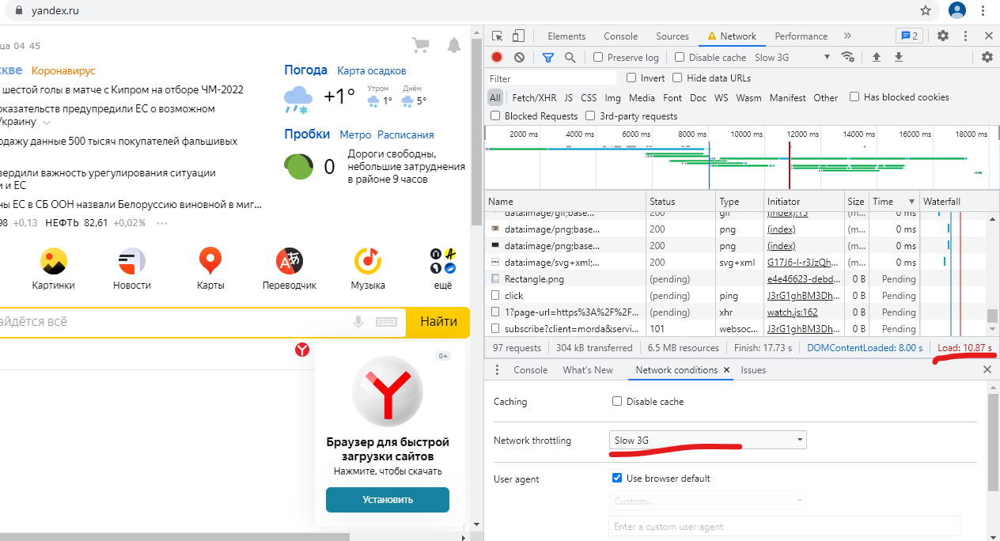 yandex.ru
ца 04 45
скве Коронавирус
шестой голы в матче с Кипром на отборе ЧМ-2022
оказательств предупредили ЕС о возможном
Украину
одажу данные 500 тысяч покупателей фальшивых
вердили важность урегулирования ситуации
и и ЕС
ны ЕС в СБ ООН назвали Белоруссию виновной в миг...
98 +0,13 НЕФТЬ 82,61 +0,02% ···
Погода Карта осадков
+1° Утром 1° Днём 5°
Пробки Метро Расписания
0 Дороги свободны,
небольшие затруднения
в районе 9 часов
Картинки Новости Карты Переводчик Музыка ещё
айдётся всё Найти
0+
Браузер для быстрой
загрузки сайтов
Нажмите, чтобы скачать
Установить
Elements Console Sources Network Performance » 2
Preserve log Disable cache Slow 3G
Filter Invert Hide data URLs
All Fetch/XHR JS CSS Img Media Font Doc WS Wasm Manifest Other Has blocked cookies
Blocked Requests 3rd-party requests
2000 ms 4000 ms 6000 ms 8000 ms 10000 ms 12000 ms 14000 ms 16000 ms 18000 ms
Name Status Type Initiator Size Time Waterfall
data:image/gif;base... 200 gif (index):15 (m... 0 ms
data:image/png;base... 200 png (index) (m... 0 ms
data:image/png;base... 200 png (index) (m... 0 ms
data:image/svg+xml;... 200 svg+xml G17J6-I-r3JzQh... (m... 0 ms
Rectangle.png (pending) e4e46623-debd... 0 B Pending
click (pending) ping J3rG1ghBM3Dh... 0 B Pending
1?page-url=https%3A%2F%2F... (pending) xhr watch.js:162 0 B Pending
subscribe?client=morda&servi... 101 websoc... J3rG1ghBM3Dh... 0 B Pending
97 requests 304 kB transferred 6.5 MB resources Finish: 17.73 s DOMContentLoaded: 8.00 s Load: 10.87 s
Console What's New Network conditions Issues
Caching Disable cache
Network throttling Slow 3G
User agent Use browser default
Custom...
Enter a custom user agent